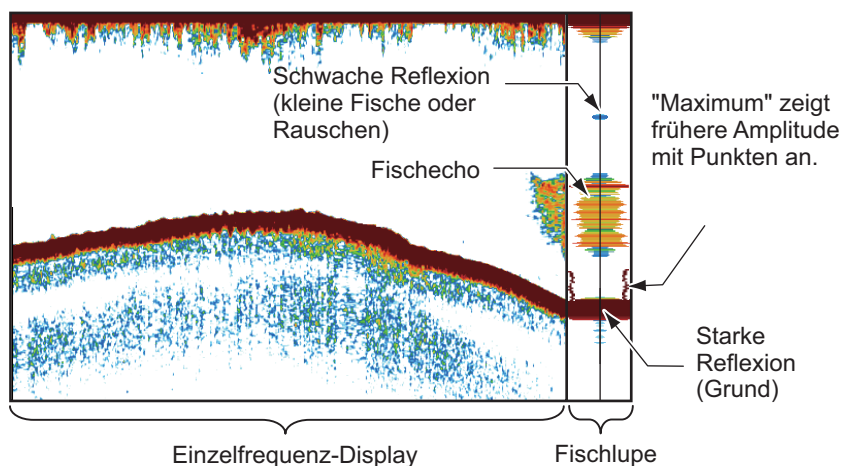 Schwache Reflexion
(kleine Fische oder
Rauschen)
Fischecho
"Maximum" zeigt
frühere Amplitude
mit Punkten an.
Starke
Reflexion
(Grund)
Einzelfrequenz-Display
Fischlupe